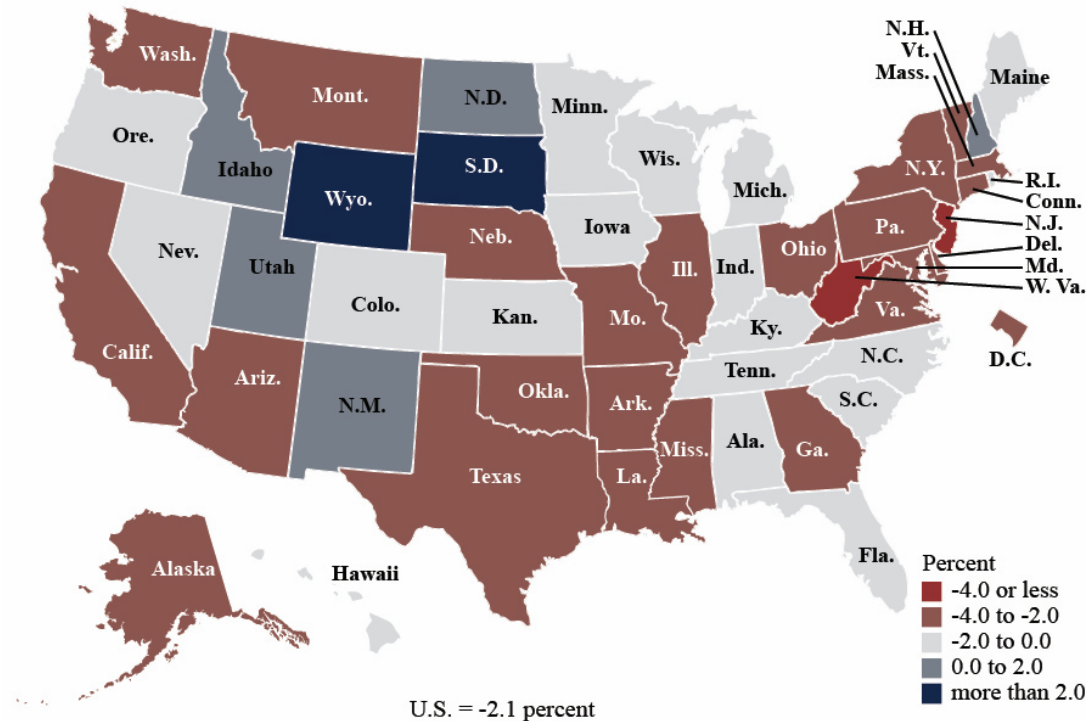 Wash.
Mont.
N.D.
Minn.
N.H.
Vt.
Mass.
Maine
Ore.
Idaho
Wyo.
S.D.
Wis.
Mich.
N.Y.
R.I.
Conn.
N.J.
Del.
Md.
W. Va.
Nev.
Utah
Colo.
Neb.
Iowa
Ill.
Ind.
Ohio
Pa.
Va.
D.C.
Calif.
Ariz.
N.M.
Kan.
Mo.
Ky.
Tenn.
N.C.
S.C.
Okla.
Ark.
Texas
La.
Miss.
Ala.
Ga.
Fla.
Alaska
Hawaii
Percent
-4.0 or less
-4.0 to -2.0
-2.0 to 0.0
0.0 to 2.0
more than 2.0
U.S. = -2.1 percent